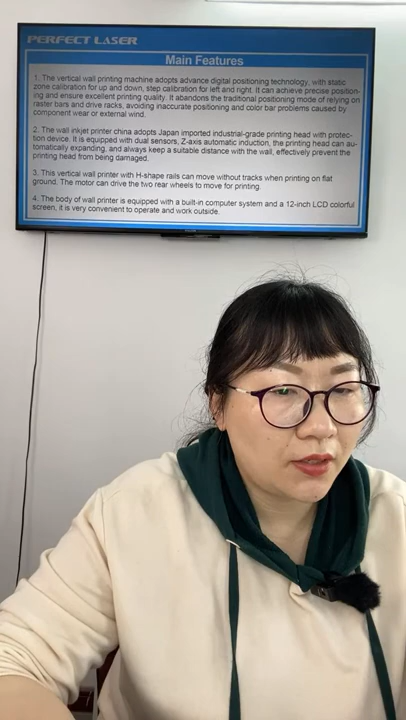 PERFECT LASER
Main Features
1. The vertical wall printing machine adopts advance digital positioning technology, with static
zone calibration for up and down, step calibration for left and right. It can achieve precise position-
ing and ensure excellent printing quality. It abandons the traditional positioning mode of relying on
raster bars and drive racks, avoiding inaccurate positioning and color bar problems caused by
component wear or external wind.
2. The wall inkjet printer china adopts Japan imported industrial-grade printing head with protec-
tion device. It is equipped with dual sensors, Z-axis automatic induction, the printing head can au-
tomatically expanding, and always keep a suitable distance with the wall, effectively prevent the
printing head from being damaged.
3. This vertical wall printer with H-shape rails can move without tracks when printing on flat
ground. The motor can drive the two rear wheels to move for printing.
4. The body of wall printer is equipped with a built-in computer system and a 12-inch LCD colorful
screen, it is very convenient to operate and work outside.